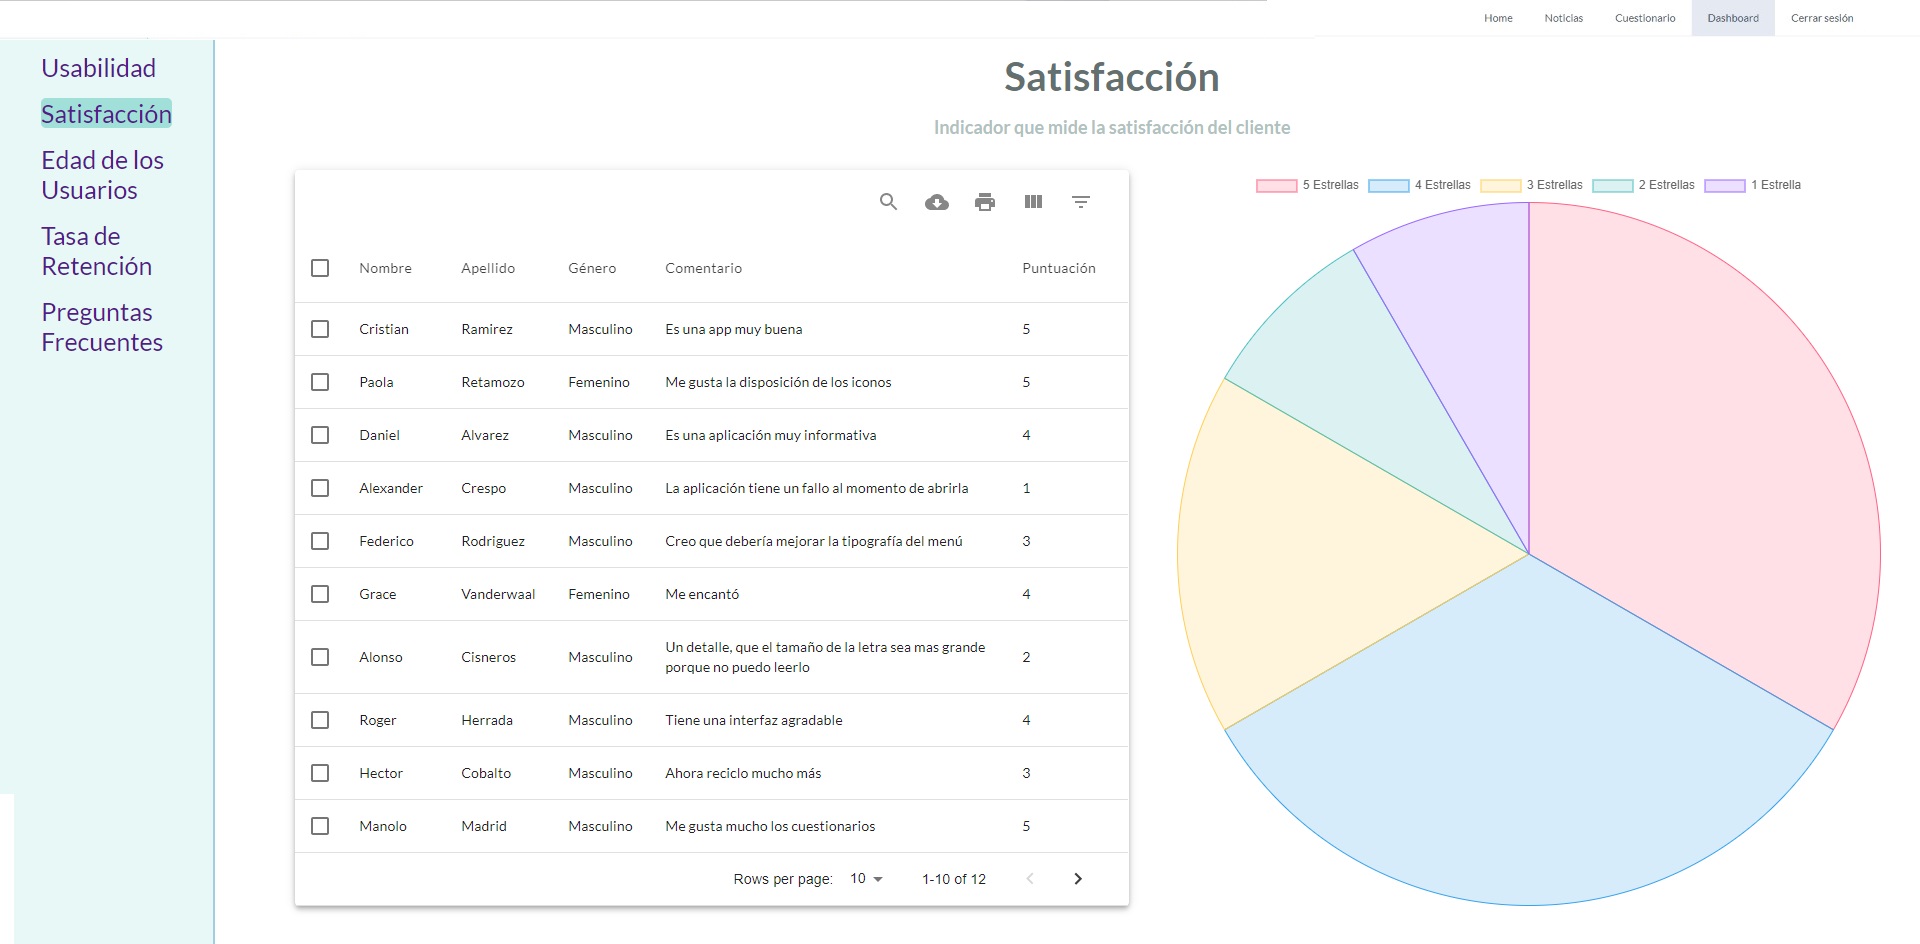 Home Noticias Cuestionario Dashboard Cerrar sesión
Usabilidad
Satisfacción
Edad de los
Usuarios
Tasa de
Retención
Preguntas
Frecuentes
Satisfacción
Indicador que mide la satisfacción del cliente
Nombre Apellido Género Comentario Puntuación
Cristian Ramirez Masculino Es una app muy buena 5
Paola Retamozo Femenino Me gusta la disposición de los iconos 5
Daniel Alvarez Masculino Es una aplicación muy informativa 4
Alexander Crespo Masculino La aplicación tiene un fallo al momento de abrirla 1
Federico Rodriguez Masculino Creo que debería mejorar la tipografía del menú 3
Grace Vanderwaal Femenino Me encantó 4
Alonso Cisneros Masculino Un detalle, que el tamaño de la letra sea mas grande
porque no puedo leerlo 2
Roger Herrada Masculino Tiene una interfaz agradable 4
Hector Cobalto Masculino Ahora reciclo mucho más 3
Manolo Madrid Masculino Me gusta mucho los cuestionarios 5
Rows per page: 10 1-10 of 12
5 Estrellas 4 Estrellas 3 Estrellas 2 Estrellas 1 Estrella